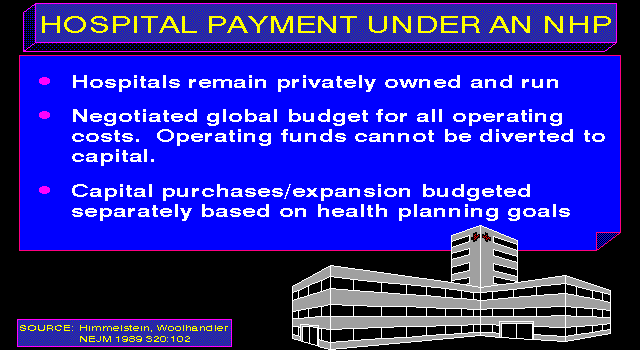 HOSPITAL PAYMENT UNDER AN NHP
Hospitals remain privately owned and run
Negotiated global budget for all operating
costs. Operating funds cannot be diverted to
capital.
Capital purchases/expansion budgeted
separately based on health planning goals
SOURCE: Himmelstein, Woolhandler
NEJM 1989 320:102